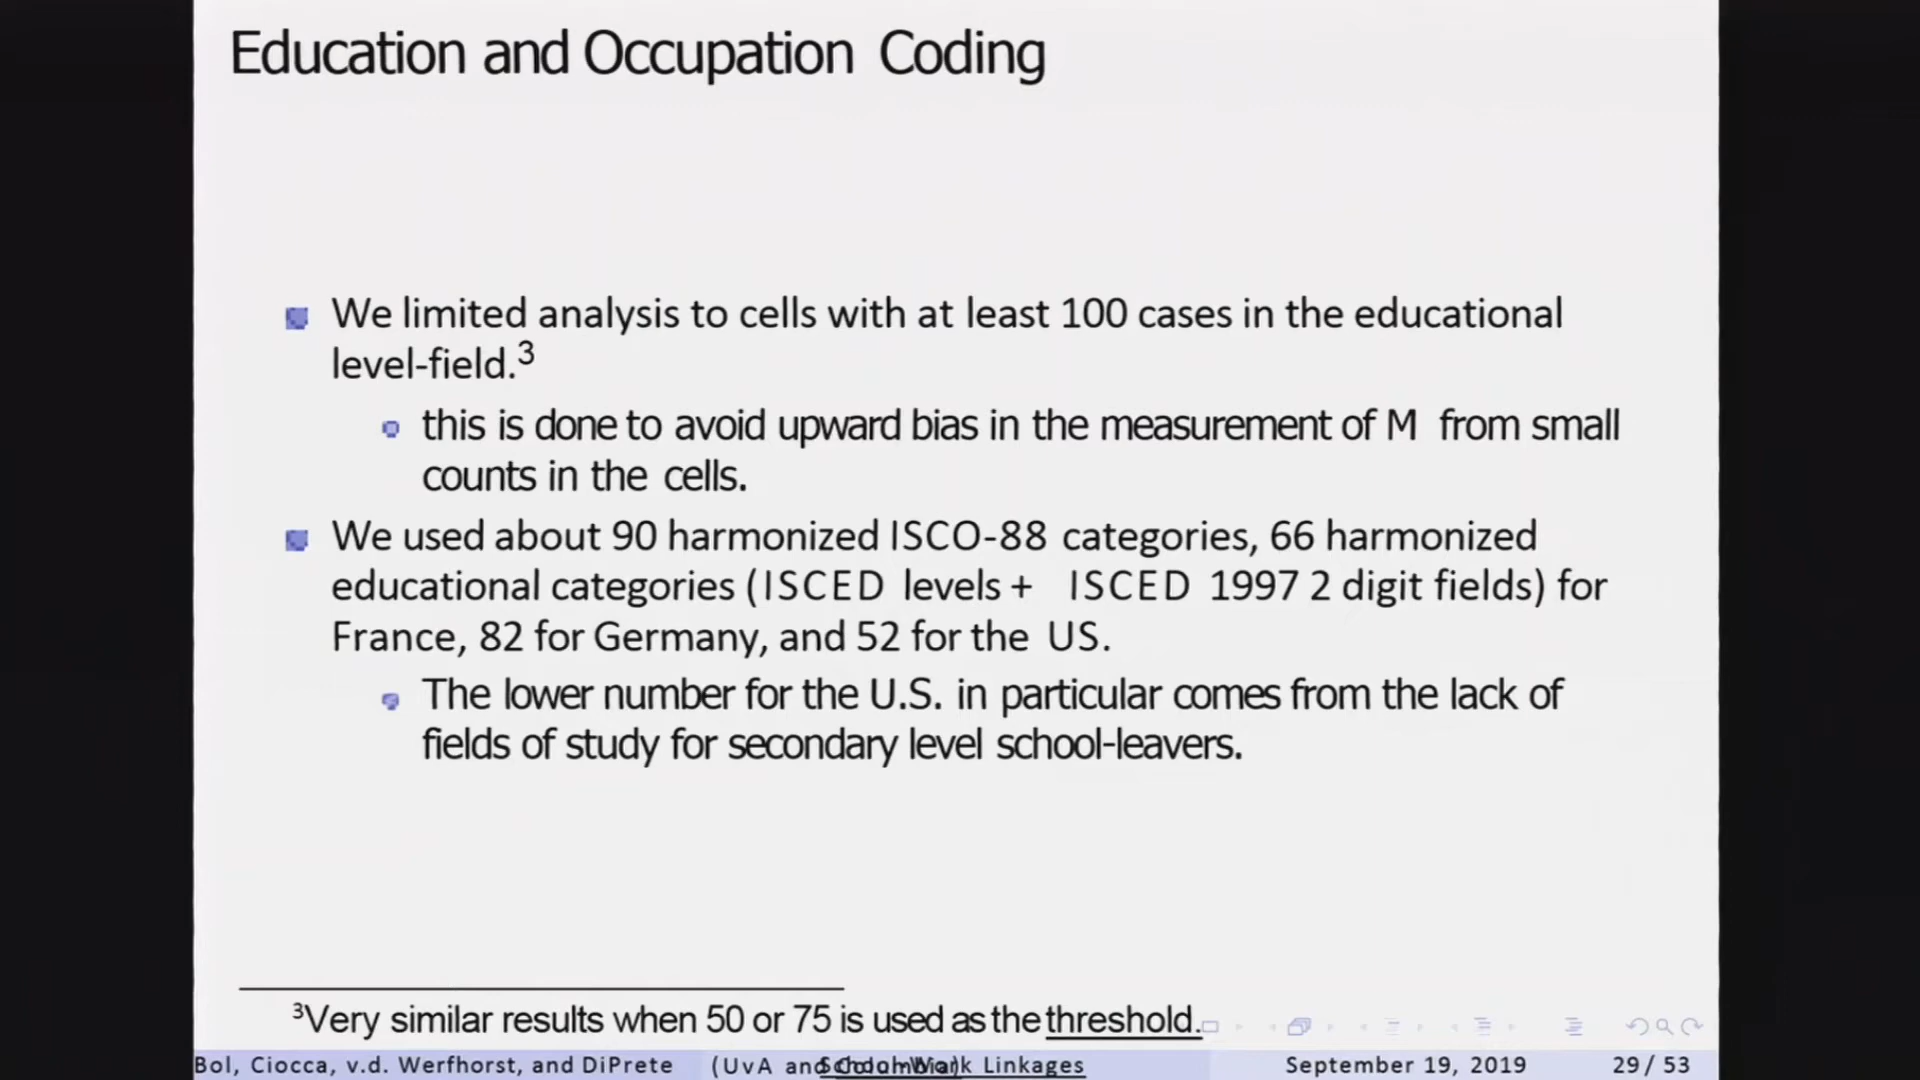 Education and Occupation Coding
We limited analysis to cells with at least 100 cases in the educational
level-field.3
this is done to avoid upward bias in the measurement of M from small
counts in the cells.
We used about 90 harmonized ISCO-88 categories, 66 harmonized
educational categories (ISCED levels + ISCED 1997 2 digit fields) for
France, 82 for Germany, and 52 for the US.
The lower number for the U.S. in particular comes from the lack of
fields of study for secondary level school-leavers.
3Very similar results when 50 or 75 is used as the threshold.
Bol, Ciocca, v.d. Werfhorst, and DiPrete (UvA and Linkages September 19, 2019 29 / 53